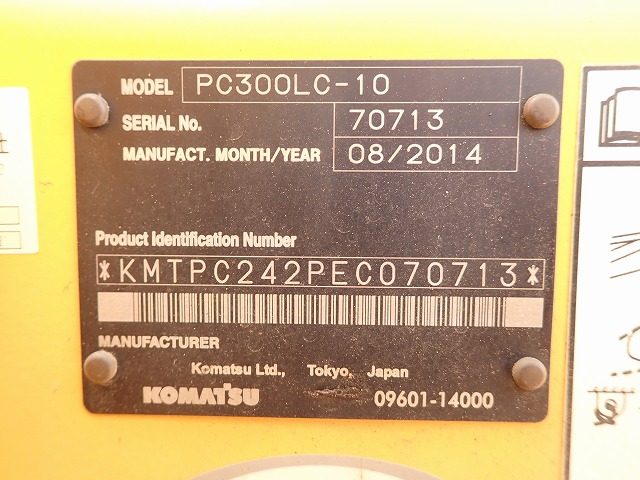 MODEL PC300LC-10
SERIAL No. 70713
MANUFACT. MONTH/YEAR 08/2014
Product Identification Number
*KMTPC242PEC070713*
MANUFACTURER
Komatsu Ltd., Tokyo, Japan
KOMATSU 09601-14000